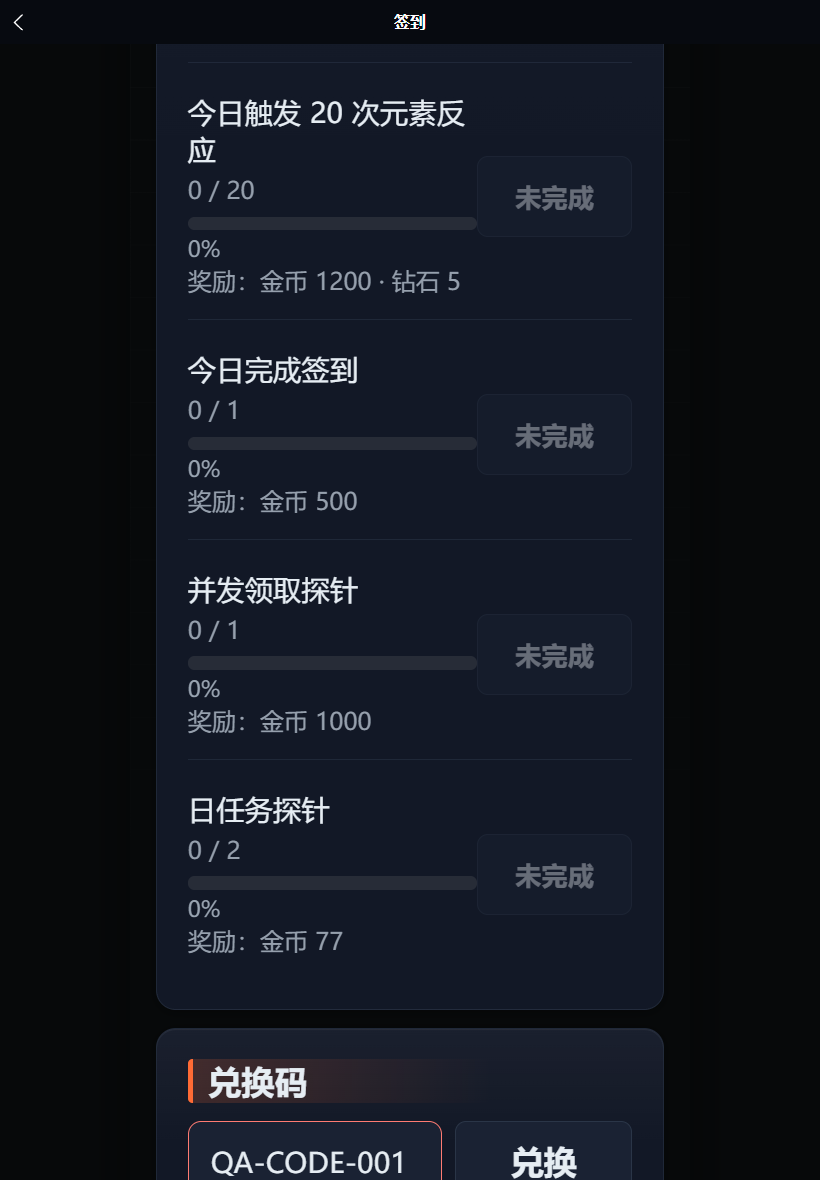 签到
今日触发 20 次元素反
应
0 / 20
未完成
0%
奖励：金币 1200 · 钻石 5
今日完成签到
0 / 1
未完成
0%
奖励：金币 500
并发领取探针
0 / 1
未完成
0%
奖励：金币 1000
日任务探针
0 / 2
未完成
0%
奖励：金币 77
兑换码
QA-CODE-001
兑换